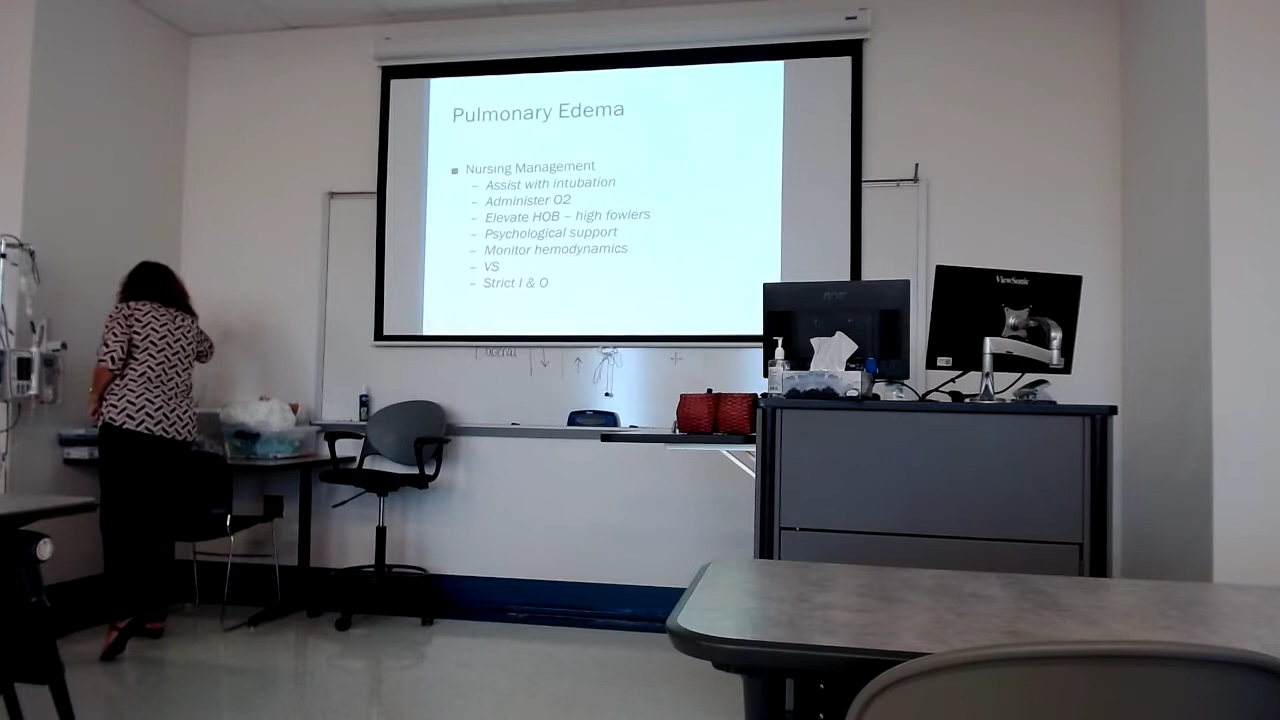 Pulmonary Edema
■ Nursing Management
– Assist with intubation
– Administer O2
– Elevate HOB – high fowlers
– Psychological support
– Monitor hemodynamics
– VS
– Strict I & O
AOC
ViewSonic